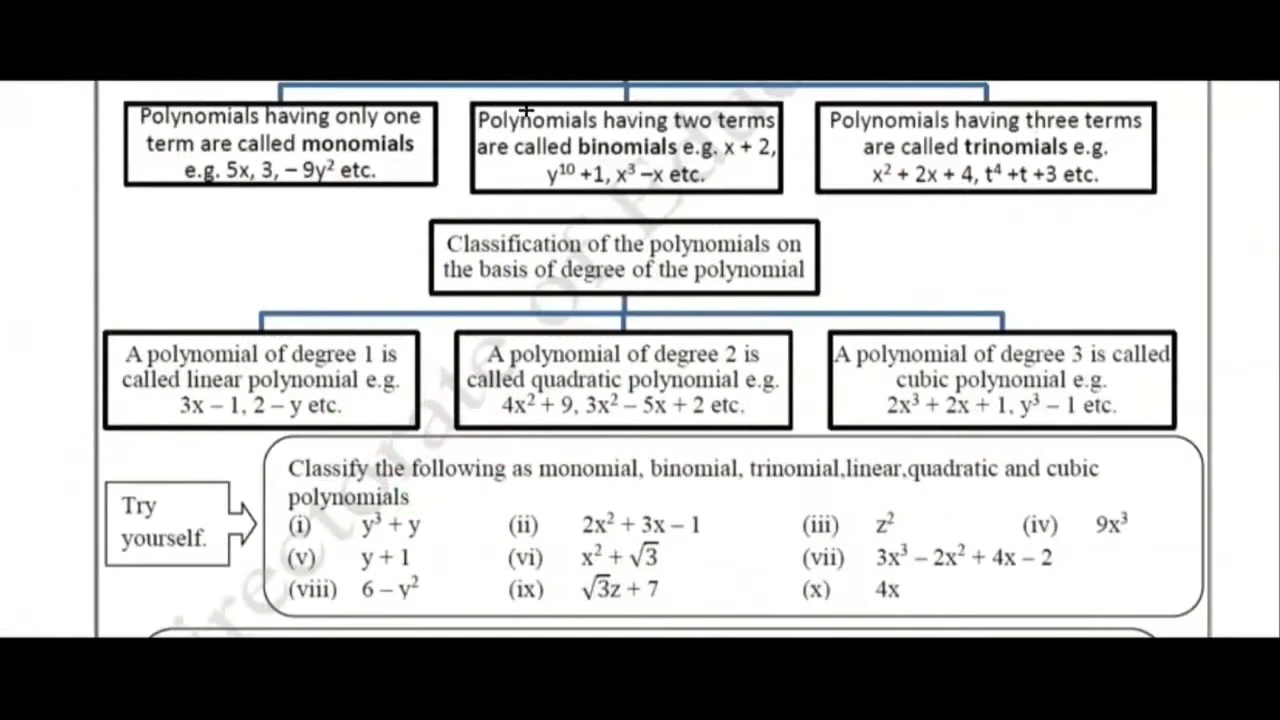 Polynomials having only one
term are called monomials
e.g. 5x, 3, – 9y² etc.
Polynomials having two terms
are called binomials e.g. x + 2,
y¹⁰ +1, x³ –x etc.
Polynomials having three terms
are called trinomials e.g.
x² + 2x + 4, t⁴ +t +3 etc.
Classification of the polynomials on
the basis of degree of the polynomial
A polynomial of degree 1 is
called linear polynomial e.g.
3x – 1, 2 – y etc.
A polynomial of degree 2 is
called quadratic polynomial e.g.
4x² + 9, 3x² – 5x + 2 etc.
A polynomial of degree 3 is called
cubic polynomial e.g.
2x³ + 2x + 1, y³ – 1 etc.
Try
yourself.
Classify the following as monomial, binomial, trinomial,linear,quadratic and cubic
polynomials
(i) y³ + y (ii) 2x² + 3x – 1 (iii) z² (iv) 9x³
(v) y + 1 (vi) x² + √3 (vii) 3x³ – 2x² + 4x – 2
(viii) 6 – y² (ix) √3z + 7 (x) 4x